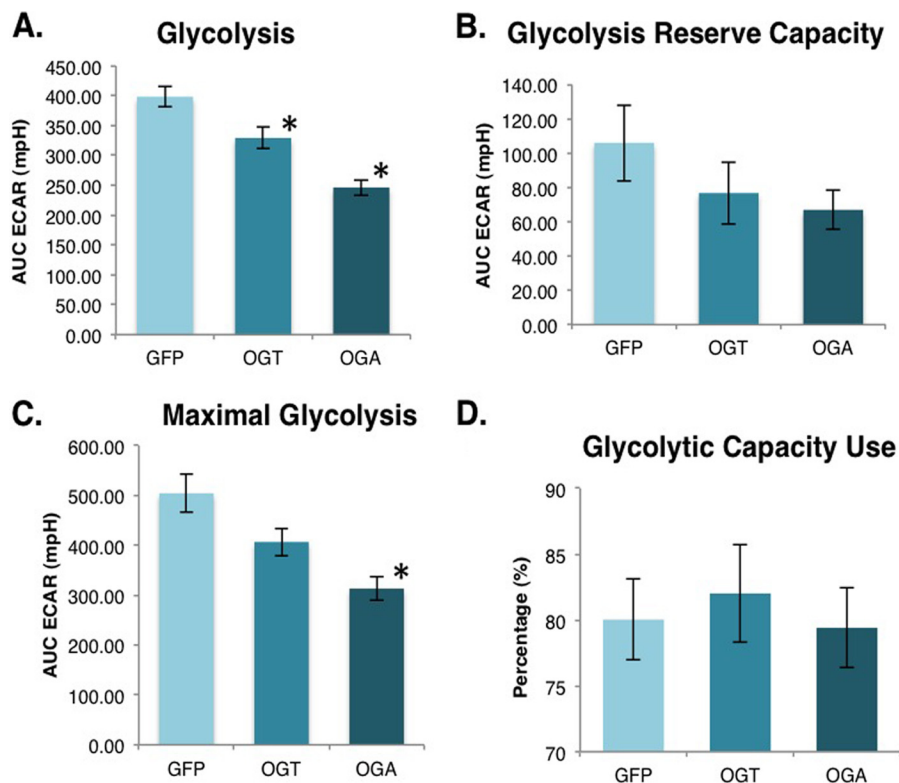 A.
Glycolysis
AUC ECAR (mpH)
450.00
400.00
350.00
300.00
250.00
200.00
150.00
100.00
50.00
0.00
*
*
GFP OGT OGA
B.
Glycolysis Reserve Capacity
AUC ECAR (mpH)
140.00
120.00
100.00
80.00
60.00
40.00
20.00
0.00
GFP OGT OGA
C.
Maximal Glycolysis
AUC ECAR (mpH)
600.00
500.00
400.00
300.00
200.00
100.00
0.00
*
GFP OGT OGA
D.
Glycolytic Capacity Use
Percentage (%)
90
85
80
75
70
GFP OGT OGA